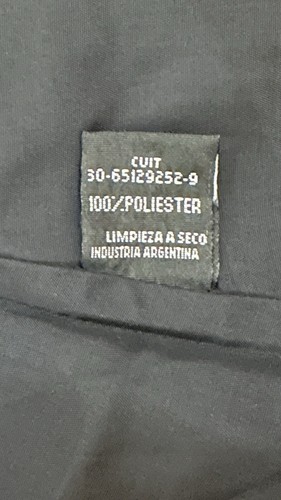 CUIT
30-65129252-9
100%POLIESTER
LIMPIEZA A SECO
INDUSTRIA ARGENTINA